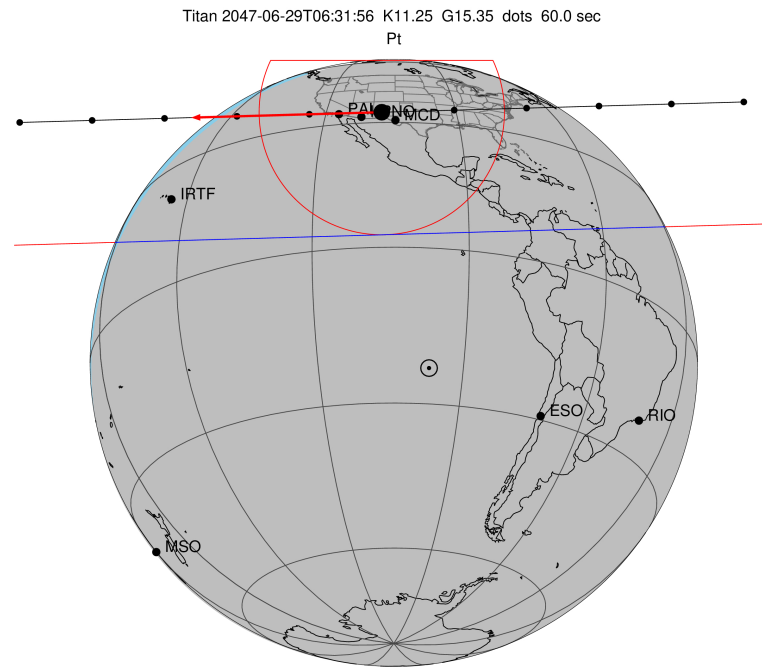 Titan 2047-06-29T06:31:56 K11.25 G15.35 dots 60.0 sec
Pt
MCD
IRTF
ESO
RIO
MSO